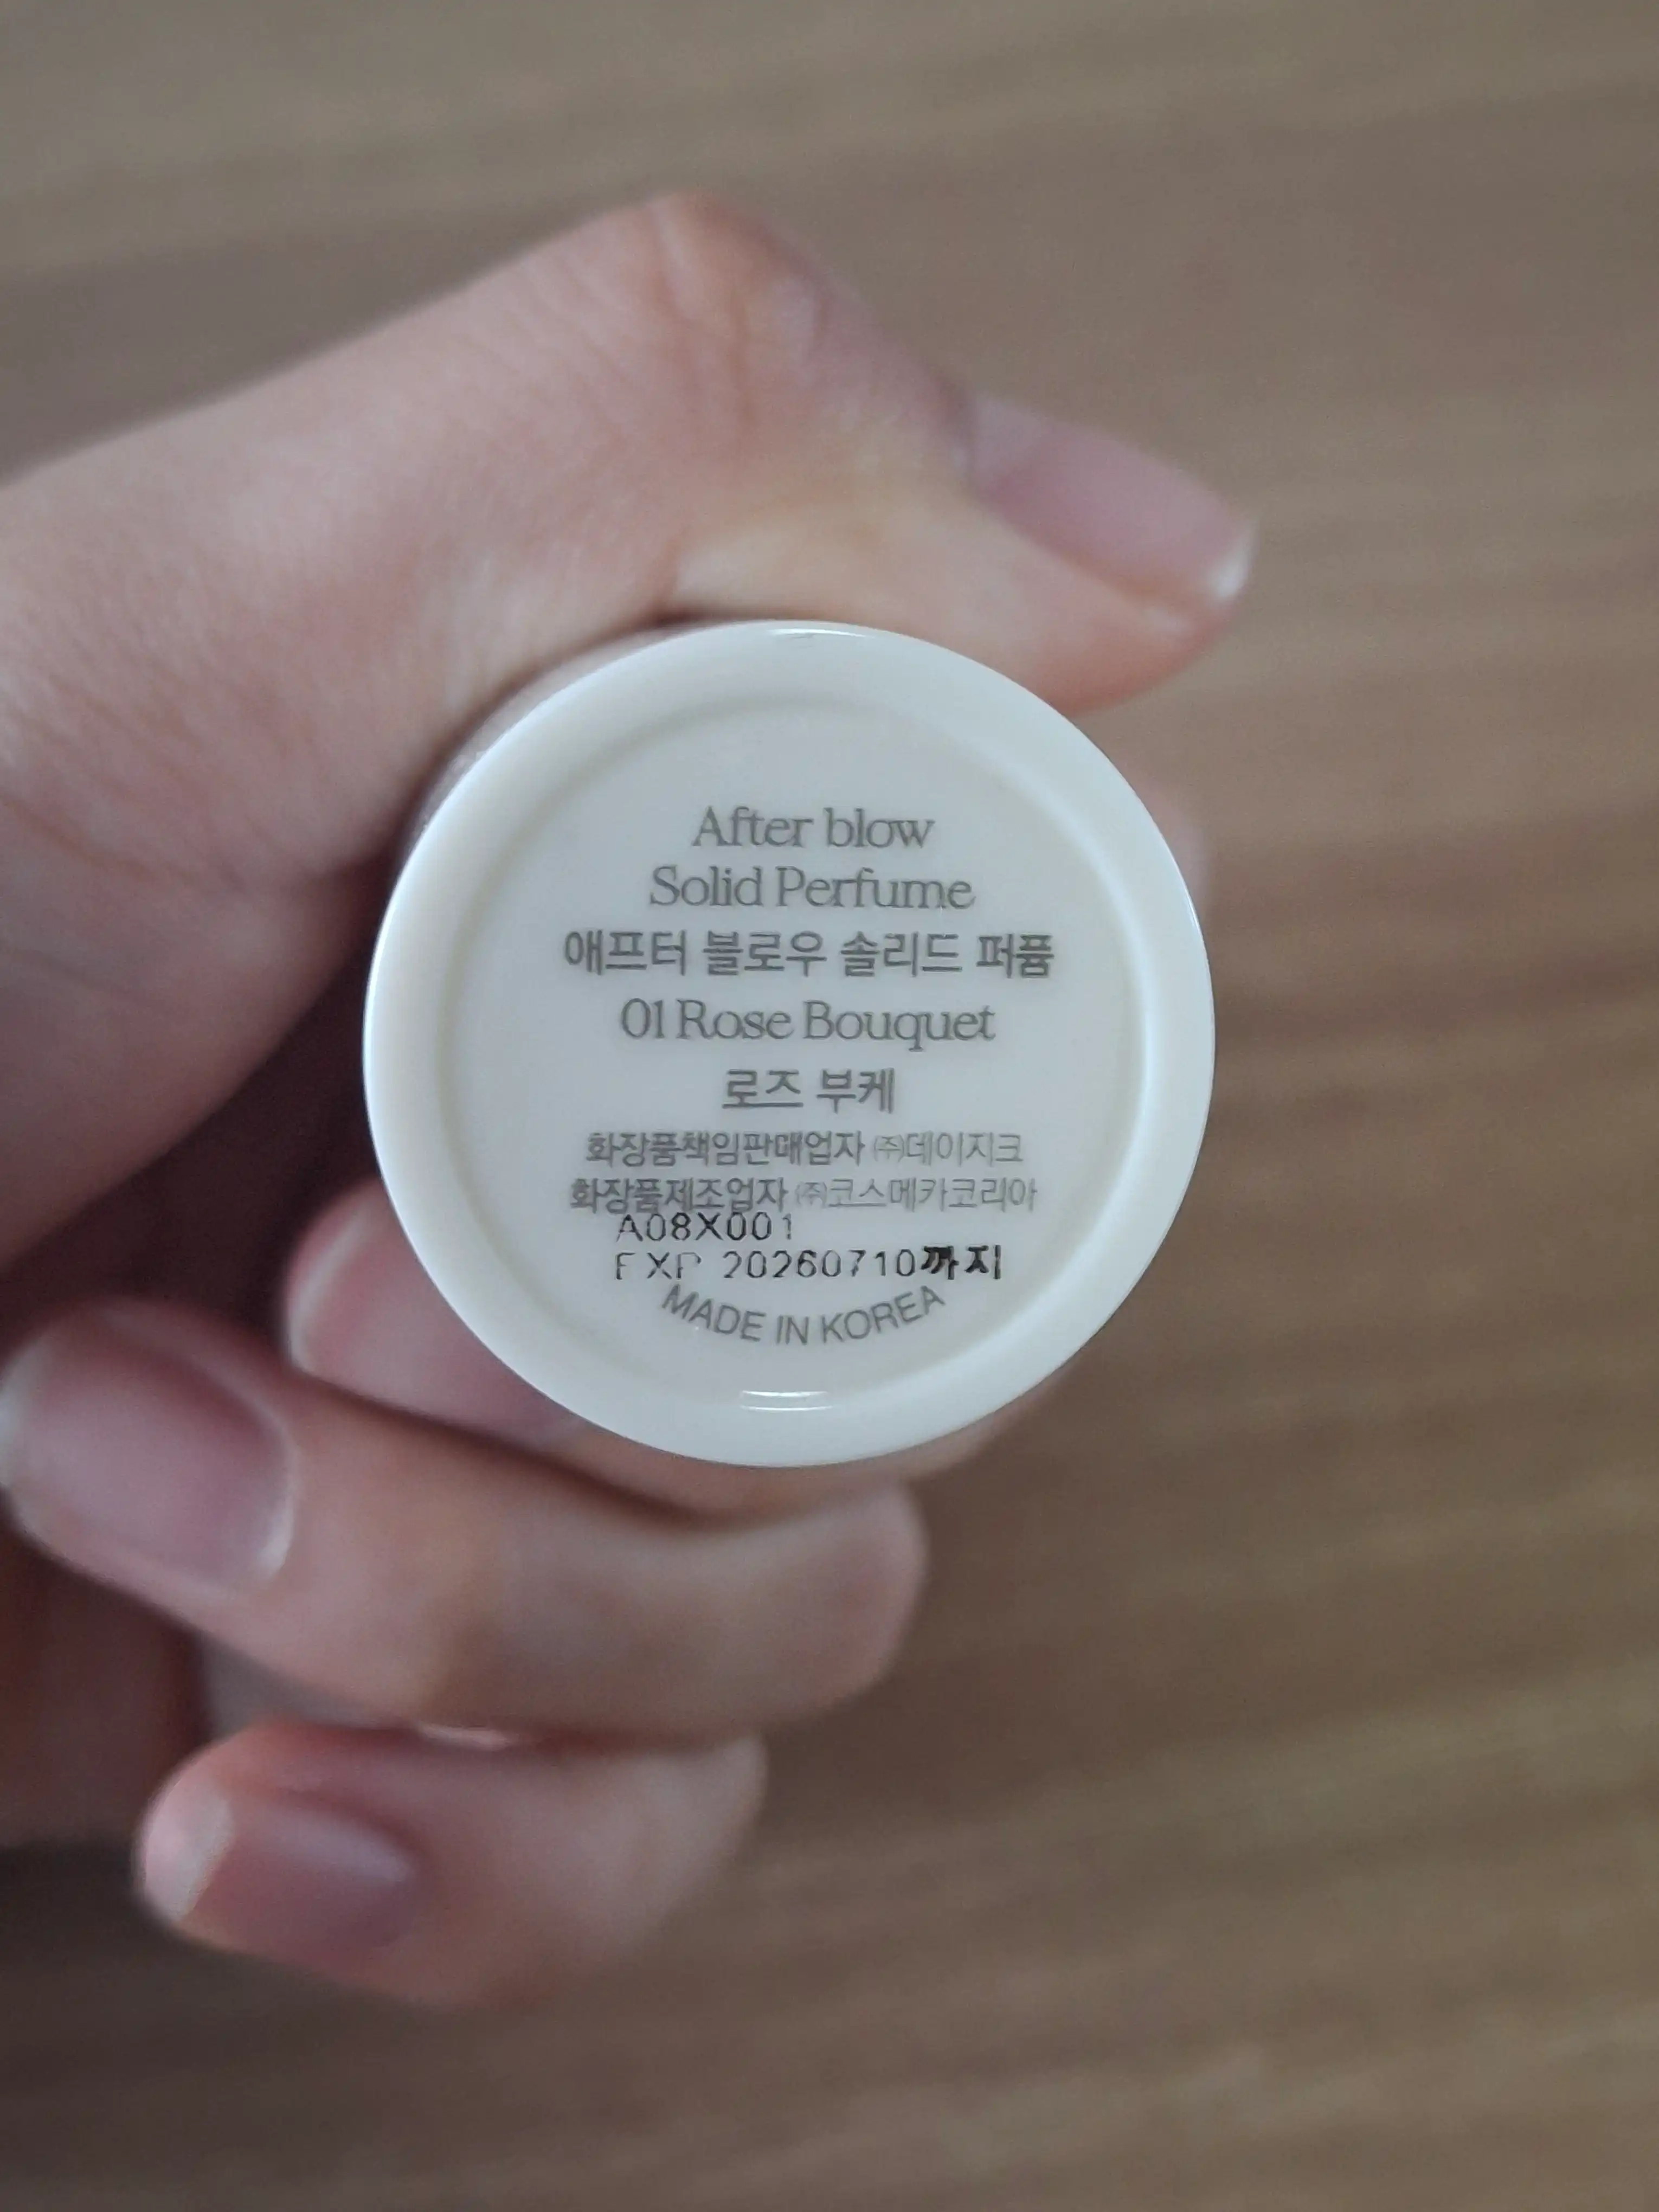 After blow
Solid Perfume
애프터 블로우 솔리드 퍼퓸
01 Rose Bouquet
로즈 부케
화장품책임판매업자 ㈜데이지크
화장품제조업자 ㈜코스메카코리아
A08X001
EXP 20260710까지
MADE IN KOREA